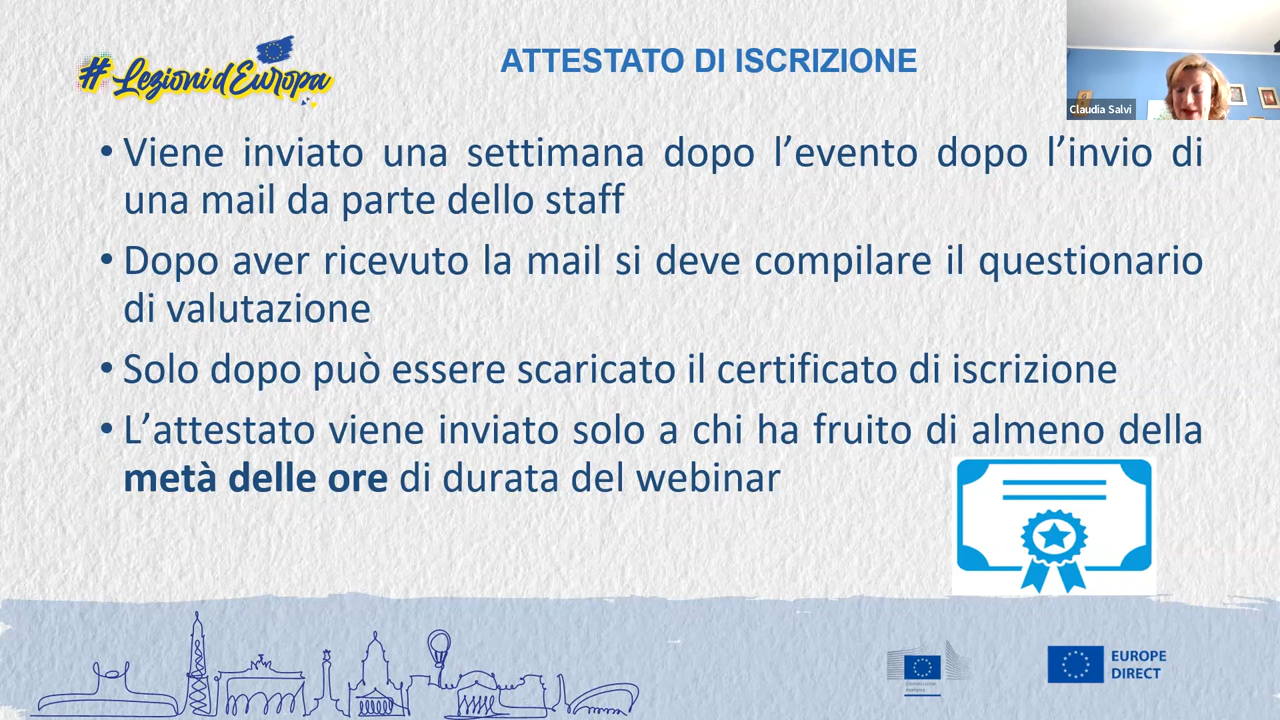 #Lezioni d'Europa
ATTESTATO DI ISCRIZIONE
Claudia Salvi
• Viene inviato una settimana dopo l’evento dopo l’invio di
una mail da parte dello staff
• Dopo aver ricevuto la mail si deve compilare il questionario
di valutazione
• Solo dopo può essere scaricato il certificato di iscrizione
• L’attestato viene inviato solo a chi ha fruito di almeno della
metà delle ore di durata del webinar
Commissione
europea
EUROPE
DIRECT